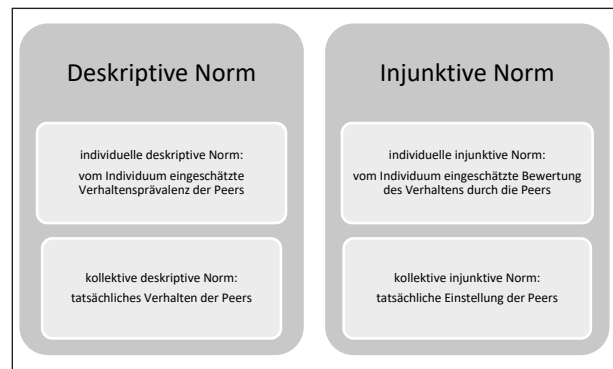 Deskriptive Norm
individuelle deskriptive Norm:
vom Individuum eingeschätzte
Verhaltensprävalenz der Peers
kollektive deskriptive Norm:
tatsächliches Verhalten der Peers
Injunktive Norm
individuelle injunktive Norm:
vom Individuum eingeschätzte Bewertung
des Verhaltens durch die Peers
kollektive injunktive Norm:
tatsächliche Einstellung der Peers